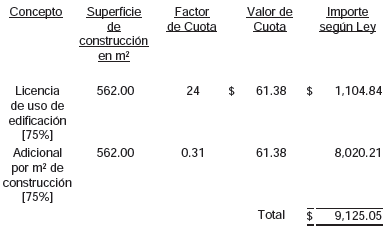 Concepto Superficie de construcción en m² Factor de Cuota Valor de Cuota Importe según Ley
Licencia de uso de edificación [75%] 562.00 24 $ 61.38 $ 1,104.84
Adicional por m² de construcción [75%] 562.00 0.31 61.38 8,020.21
Total $ 9,125.05